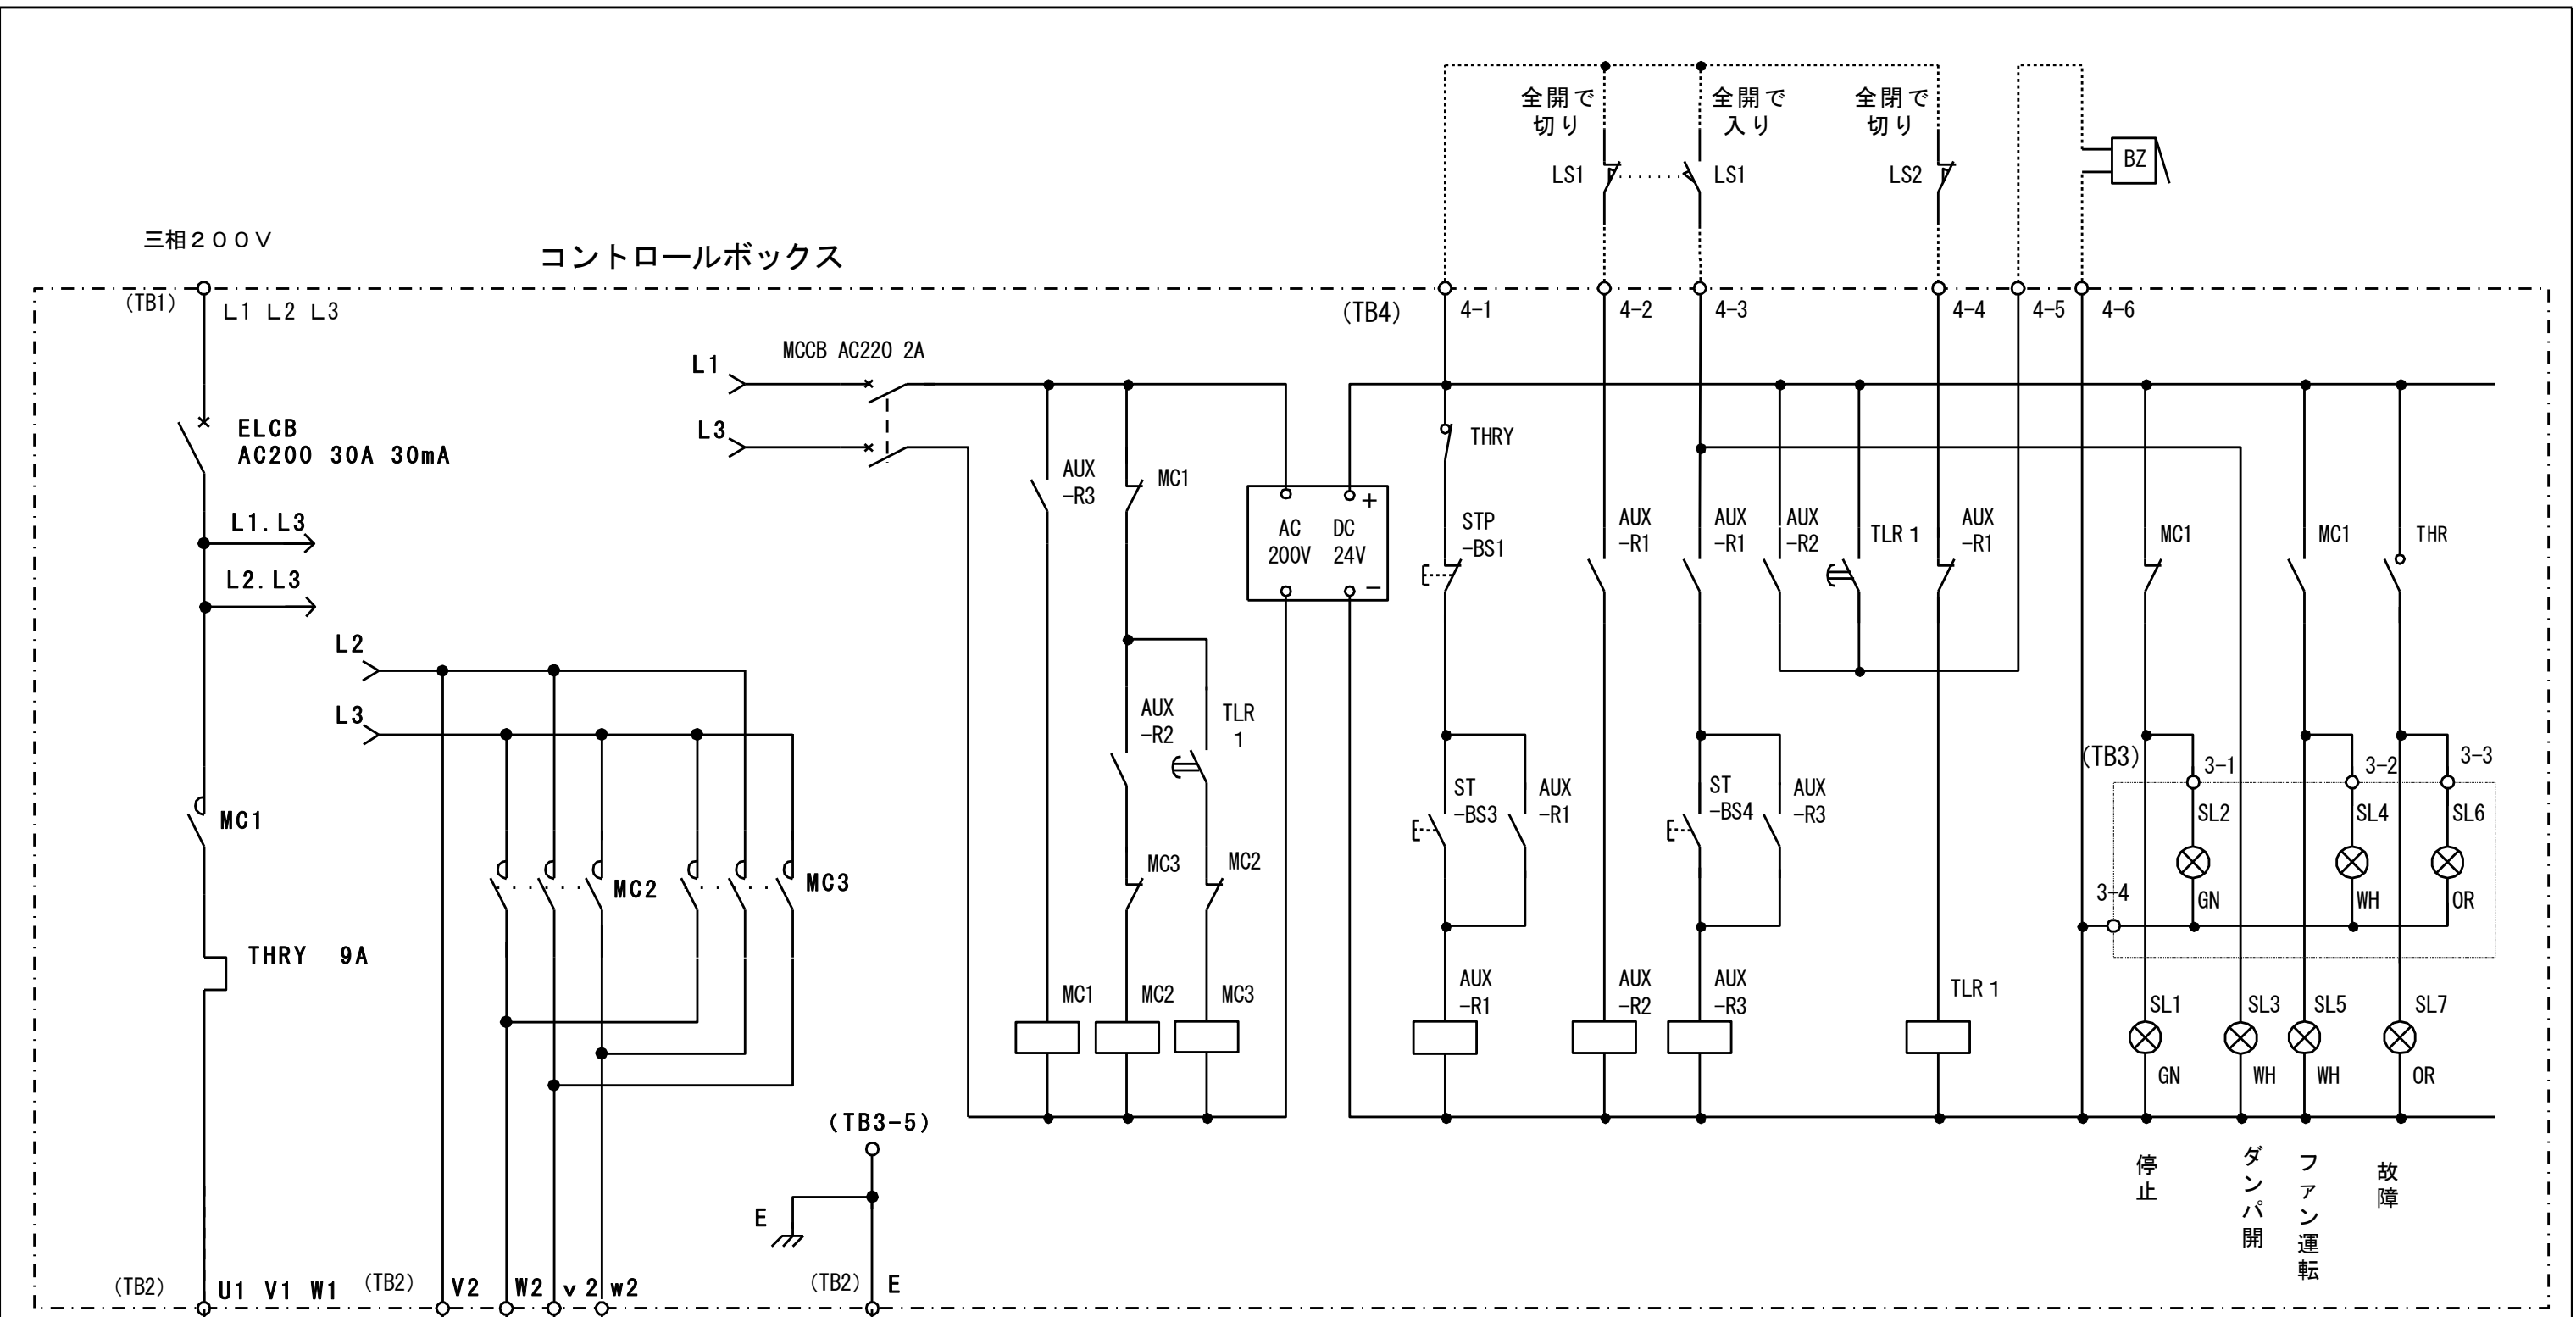 全開で
切り
全開で
入り
全閉で
切り
LS1
LS1
LS2
BZ
三相２００Ｖ
コントロールボックス
(TB1)
L1 L2 L3
(TB4)
4-1
4-2
4-3
4-4
4-5
4-6
MCCB AC220 2A
L1
L3
ELCB
AC200 30A 30mA
L1.L3
L2.L3
AUX
-R3
MC1
AC
200V
DC
24V
+
−
THRY
STP
-BS1
AUX
-R1
AUX
-R1
AUX
-R2
TLR 1
AUX
-R1
MC1
MC1
THR
L2
L3
AUX
-R2
TLR
1
MC3
MC2
ST
-BS3
AUX
-R1
ST
-BS4
AUX
-R3
(TB3)
3-1
3-2
3-3
3-4
SL2
GN
SL4
WH
SL6
OR
MC1
MC2
MC3
THRY 9A
MC1
MC2
MC3
AUX
-R1
AUX
-R2
AUX
-R3
TLR 1
SL1
GN
SL3
WH
SL5
WH
SL7
OR
停止
ダンパ開
ファン運転
故障
(TB3-5)
E
(TB2)
U1 V1 W1
(TB2)
V2
W2
v2
w2
(TB2)
E